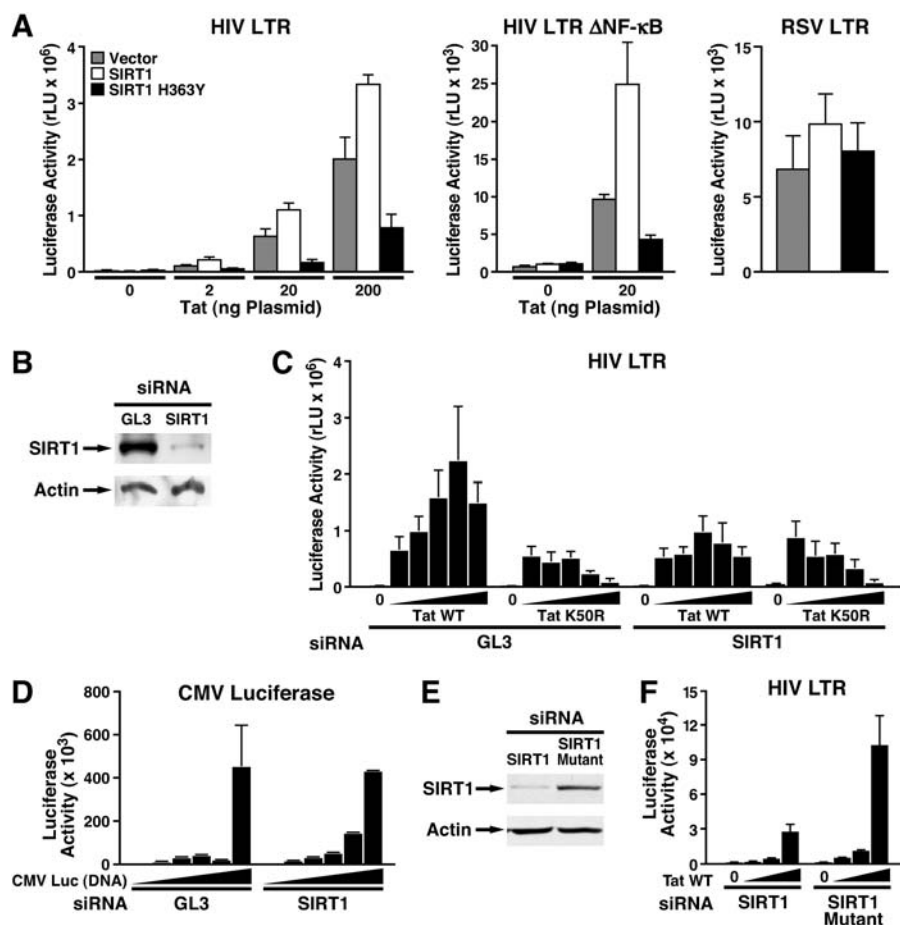 A
HIV LTR
Luciferase Activity (rLU x 10⁶)
4
3
2
1
0
Vector
SIRT1
SIRT1 H363Y
0 2 20 200
Tat (ng Plasmid)
HIV LTR ΔNF-κB
Luciferase Activity (rLU x 10³)
30
25
20
15
10
5
0
0 20
Tat (ng Plasmid)
RSV LTR
Luciferase Activity (rLU x 10³)
15
10
5
0
B
siRNA
GL3 SIRT1
SIRT1
Actin
C
HIV LTR
Luciferase Activity (rLU x 10⁶)
4
3
2
1
0
0 0 0 0
Tat WT Tat K50R Tat WT Tat K50R
siRNA GL3 SIRT1
D
CMV Luciferase
Luciferase
Activity (x 10³)
800
600
400
200
0
CMV Luc (DNA)
siRNA GL3 SIRT1
E
siRNA
SIRT1 SIRT1
Mutant
SIRT1
Actin
F
HIV LTR
Luciferase
Activity (x 10⁴)
15
12
9
6
3
0
Tat WT 0 0
siRNA SIRT1 SIRT1
Mutant